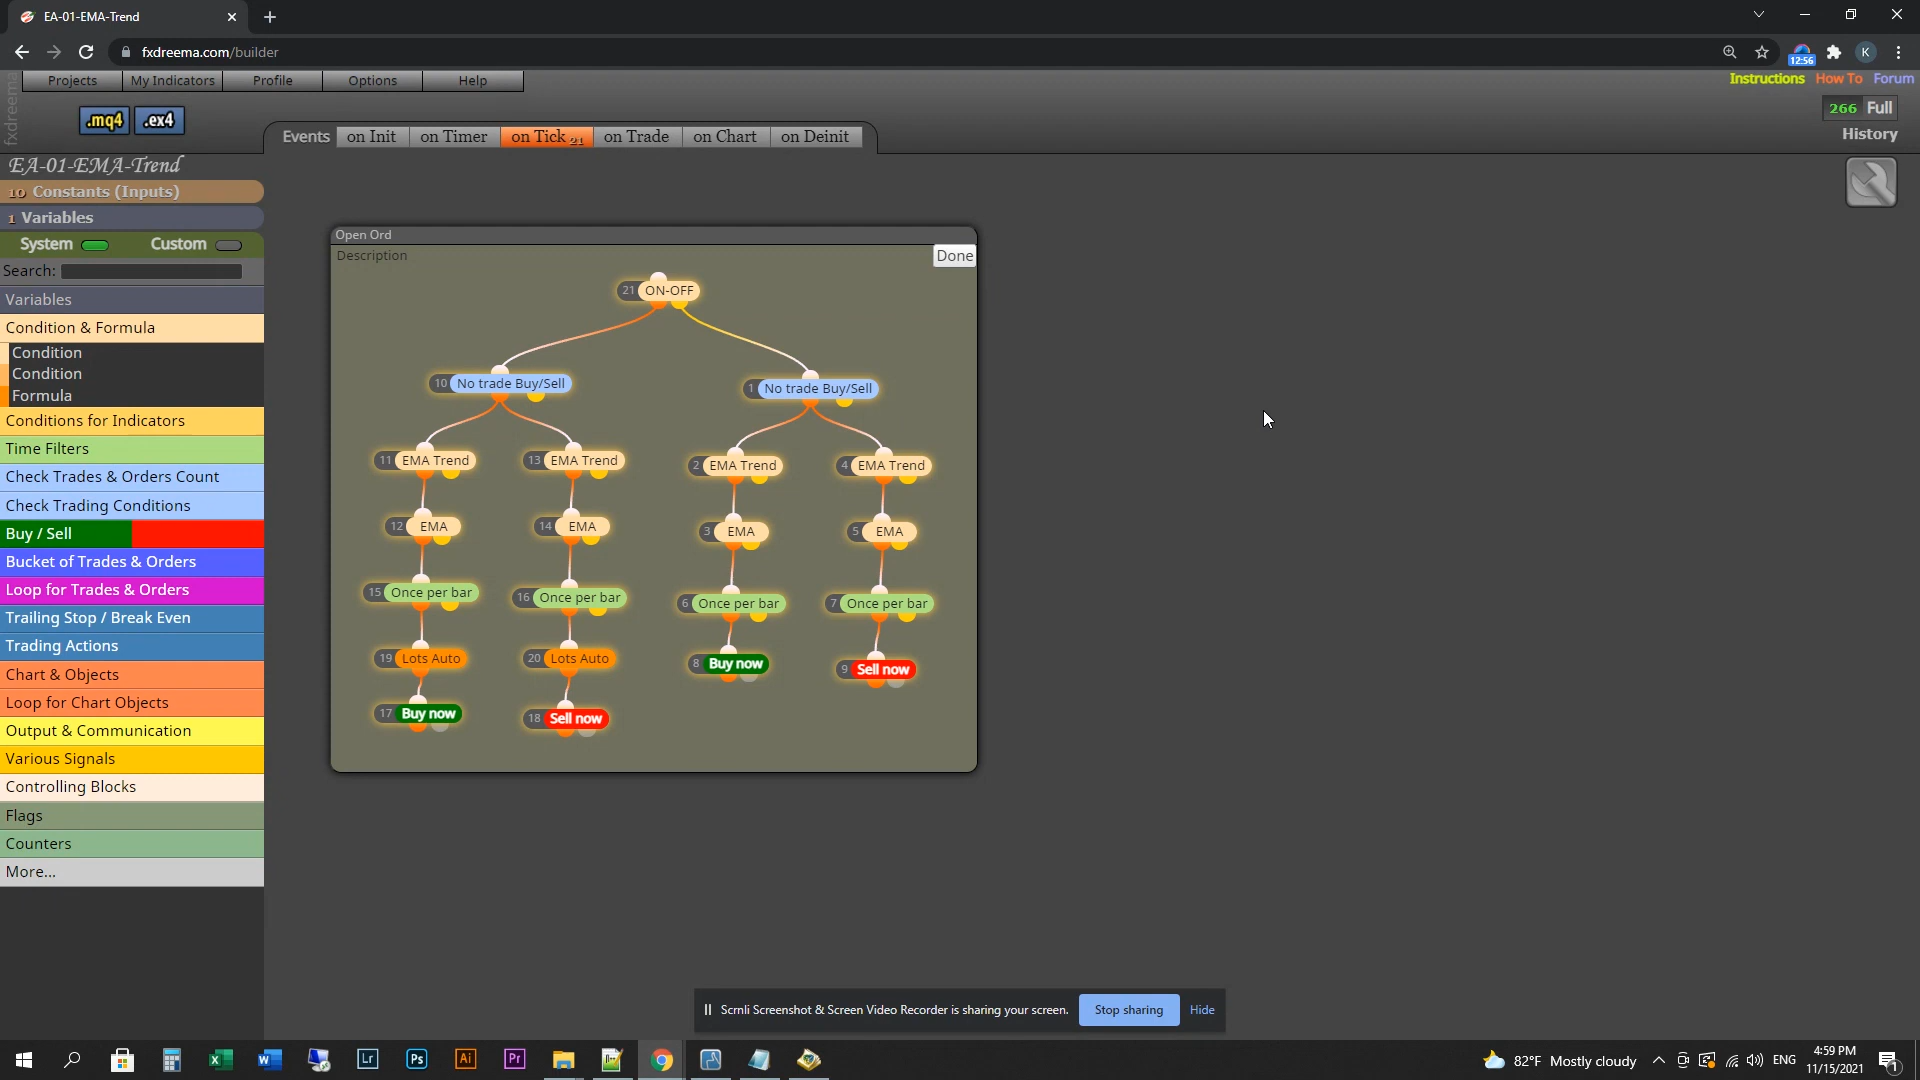 EA-01-EMA-Trend
fxdreema.com/builder
12:56
K
Projects
My Indicators
Profile
Options
Help
Instructions
How To
Forum
fxdreema
.mq4
.ex4
266 Full
History
Events
on Init
on Timer
on Tick 21
on Trade
on Chart
on Deinit
EA-01-EMA-Trend
10 Constants (Inputs)
1 Variables
System
Custom
Search:
Variables
Condition & Formula
Condition
Condition
Formula
Conditions for Indicators
Time Filters
Check Trades & Orders Count
Check Trading Conditions
Buy / Sell
Bucket of Trades & Orders
Loop for Trades & Orders
Trailing Stop / Break Even
Trading Actions
Chart & Objects
Loop for Chart Objects
Output & Communication
Various Signals
Controlling Blocks
Flags
Counters
More...
Open Ord
Description
Done
21 ON-OFF
10 No trade Buy/Sell
1 No trade Buy/Sell
11 EMA Trend
13 EMA Trend
2 EMA Trend
4 EMA Trend
12 EMA
14 EMA
3 EMA
5 EMA
15 Once per bar
16 Once per bar
6 Once per bar
7 Once per bar
19 Lots Auto
20 Lots Auto
8 Buy now
9 Sell now
17 Buy now
18 Sell now
Scrnli Screenshot & Screen Video Recorder is sharing your screen.
Stop sharing
Hide
Lr
Ps
Ai
Pr
82°F Mostly cloudy
ENG
4:59 PM
11/15/2021
1